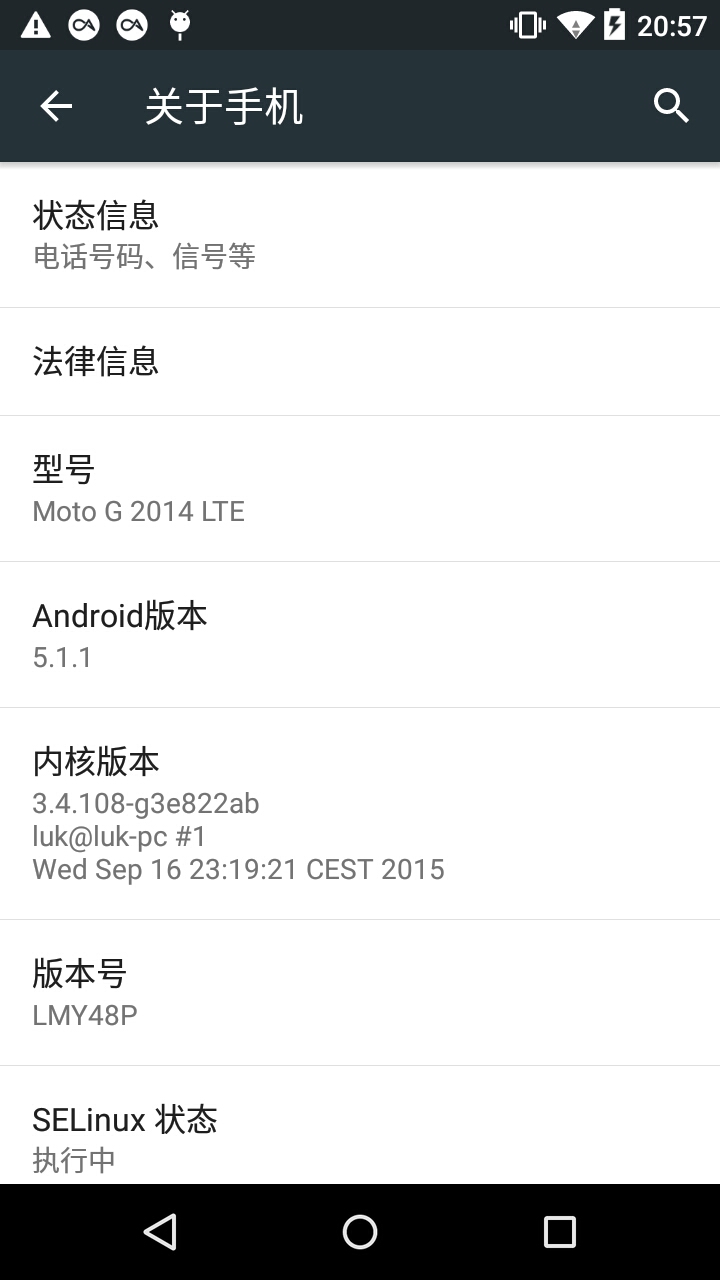 20:57
关于手机
状态信息
电话号码、信号等
法律信息
型号
Moto G 2014 LTE
Android版本
5.1.1
内核版本
3.4.108-g3e822ab
luk@luk-pc #1
Wed Sep 16 23:19:21 CEST 2015
版本号
LMY48P
SELinux 状态
执行中